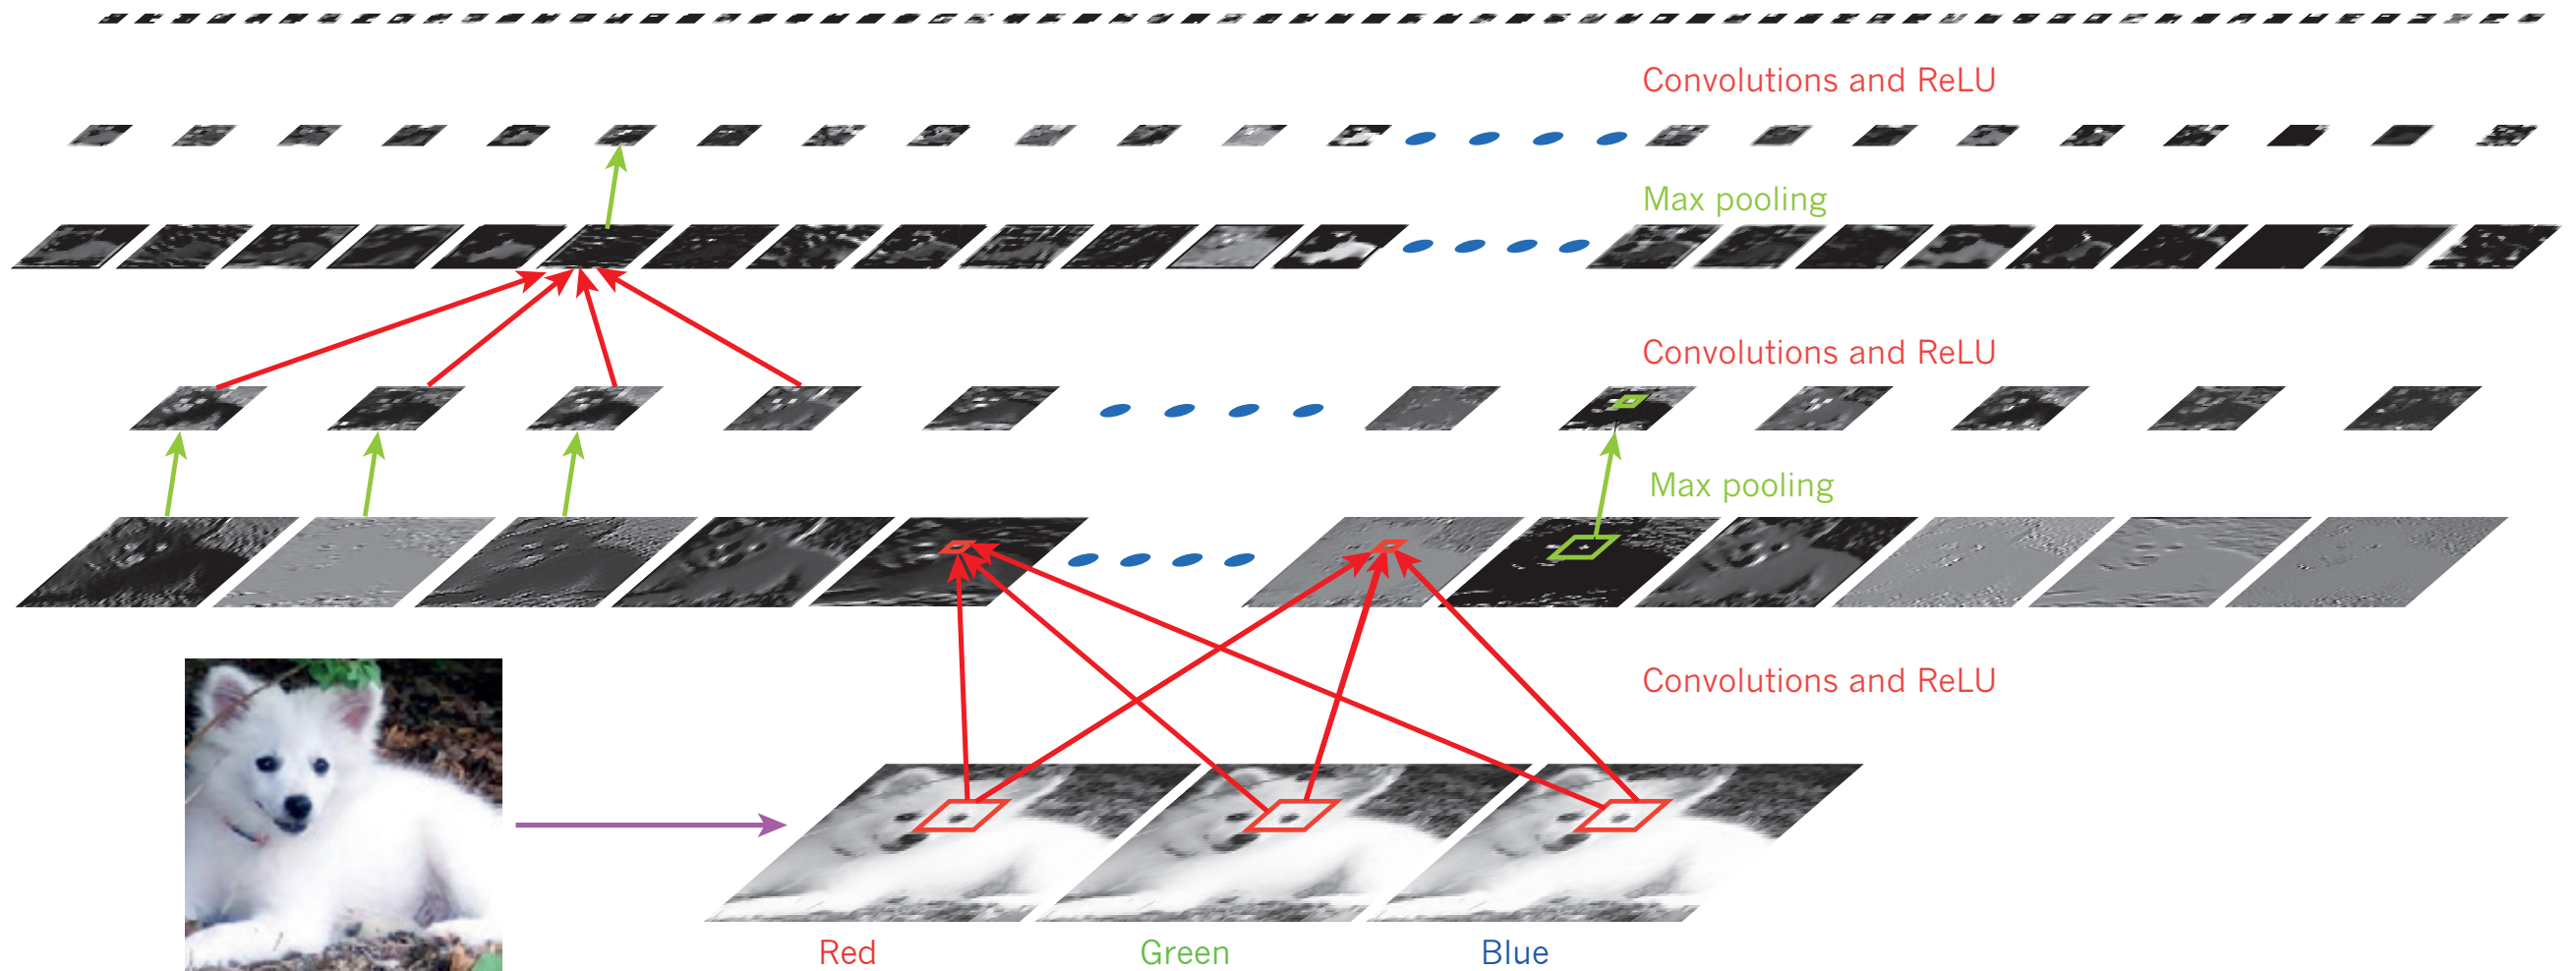 Convolutions and ReLU
Max pooling
Convolutions and ReLU
Max pooling
Convolutions and ReLU
Red
Green
Blue